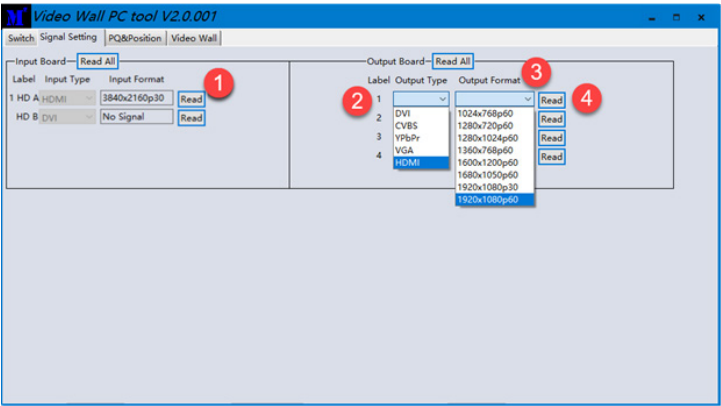 M Video Wall PC tool V2.0.001
Switch Signal Setting PQ&Position Video Wall
Input Board Read All
Label Input Type Input Format
1 HD A HDMI 3840x2160p30 Read
HD B DVI No Signal Read
1
Output Board Read All
Label Output Type Output Format
3
2
1 Read
4
2 Read
3 Read
4 Read
DVI
CVBS
YPbPr
VGA
HDMI
1024x768p60
1280x720p60
1280x1024p60
1360x768p60
1600x1200p60
1680x1050p60
1920x1080p30
1920x1080p60